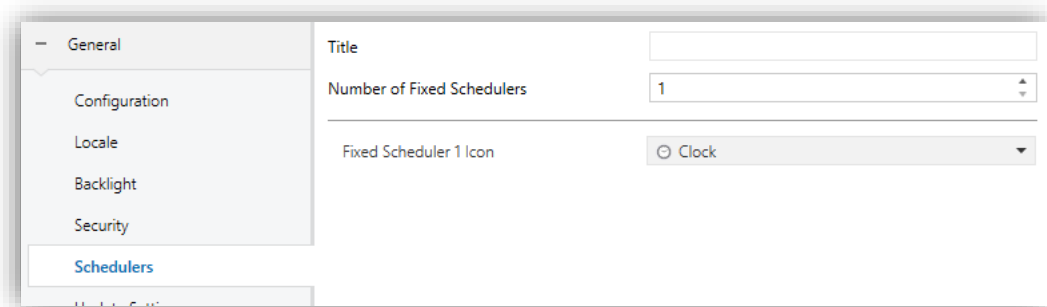 General
Configuration
Locale
Backlight
Security
Schedulers
Title
Number of Fixed Schedulers
1
Fixed Scheduler 1 Icon
Clock